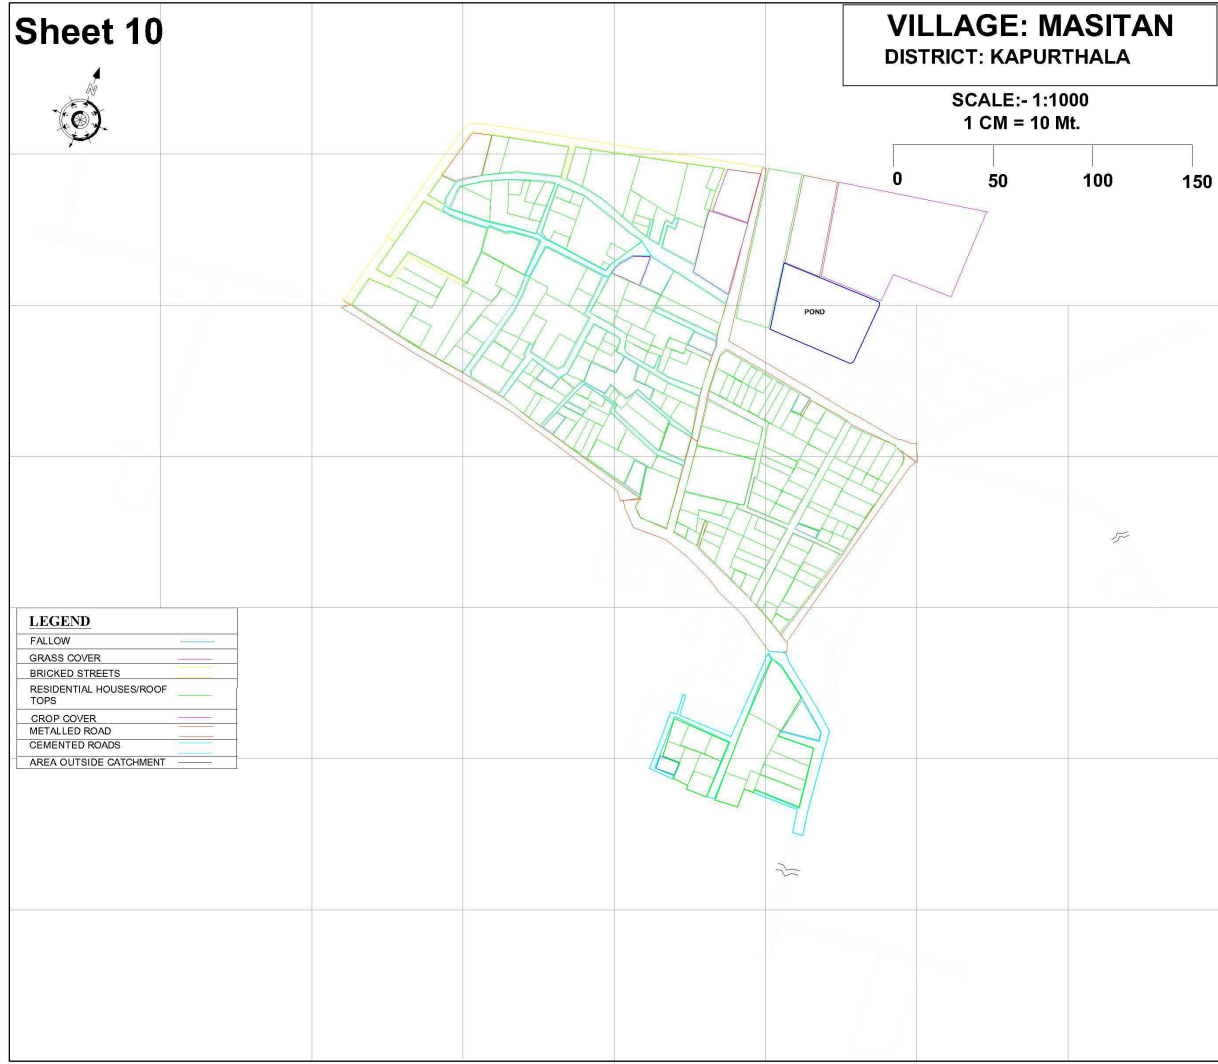 Sheet 10
VILLAGE: MASITAN
DISTRICT: KAPURTHALA
N
SCALE:- 1:1000
1 CM = 10 Mt.
0 50 100 150
POND
LEGEND
FALLOW
GRASS COVER
BRICKED STREETS
RESIDENTIAL HOUSES/ROOF
TOPS
CROP COVER
METALLED ROAD
CEMENTED ROADS
AREA OUTSIDE CATCHMENT